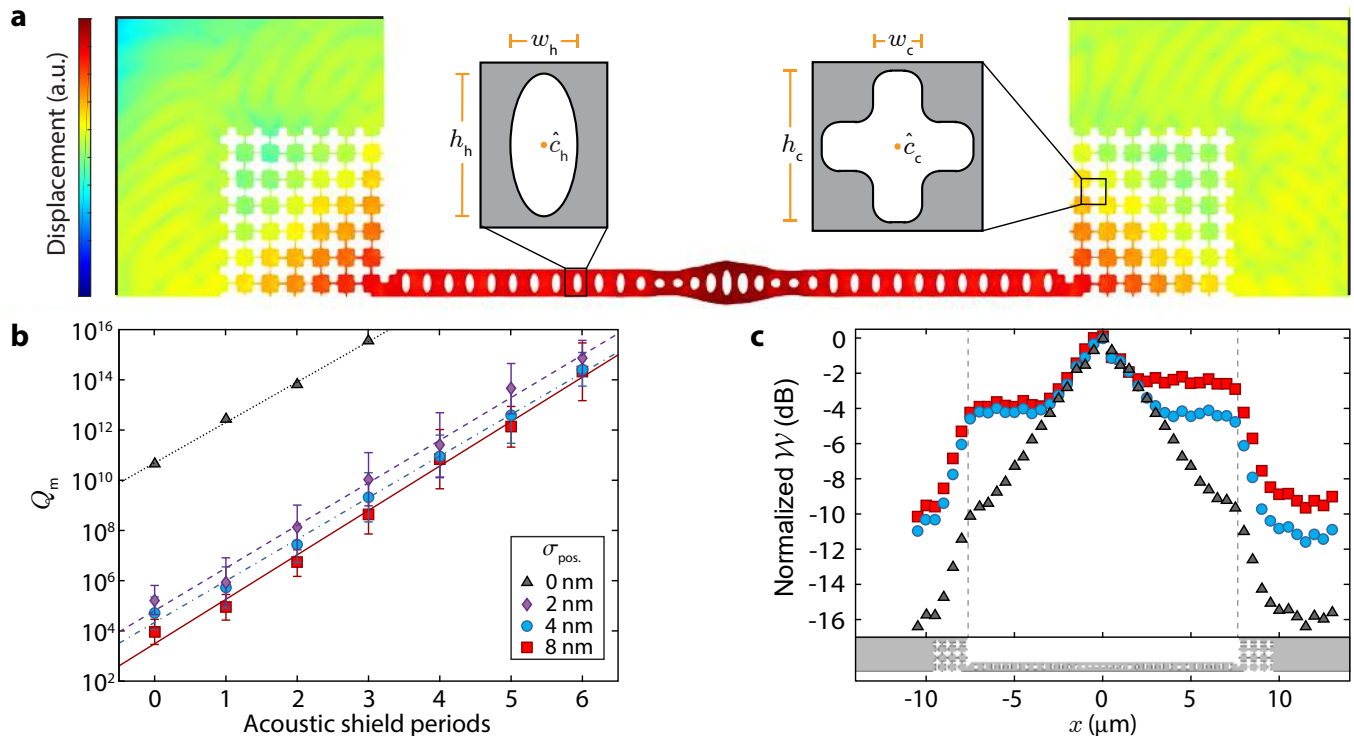 a
Displacement (a.u.)
w_h
h_h
ĉ_h
w_c
h_c
ĉ_c
b
Q_m
10^16
10^14
10^12
10^10
10^8
10^6
10^4
10^2
0 1 2 3 4 5 6
Acoustic shield periods
σ_pos.
0 nm
2 nm
4 nm
8 nm
c
Normalized 𝒲 (dB)
0
-2
-4
-6
-8
-10
-12
-14
-16
-10 -5 0 5 10
x (μm)